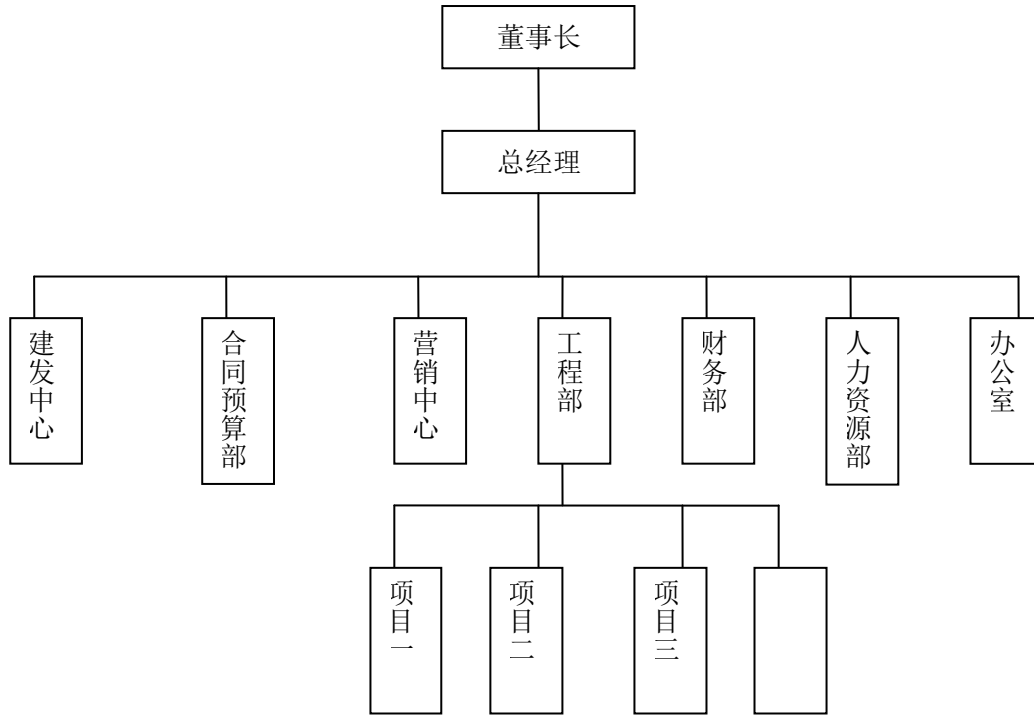 董事长
总经理
建发中心
合同预算部
营销中心
工程部
财务部
人力资源部
办公室
项目一
项目二
项目三